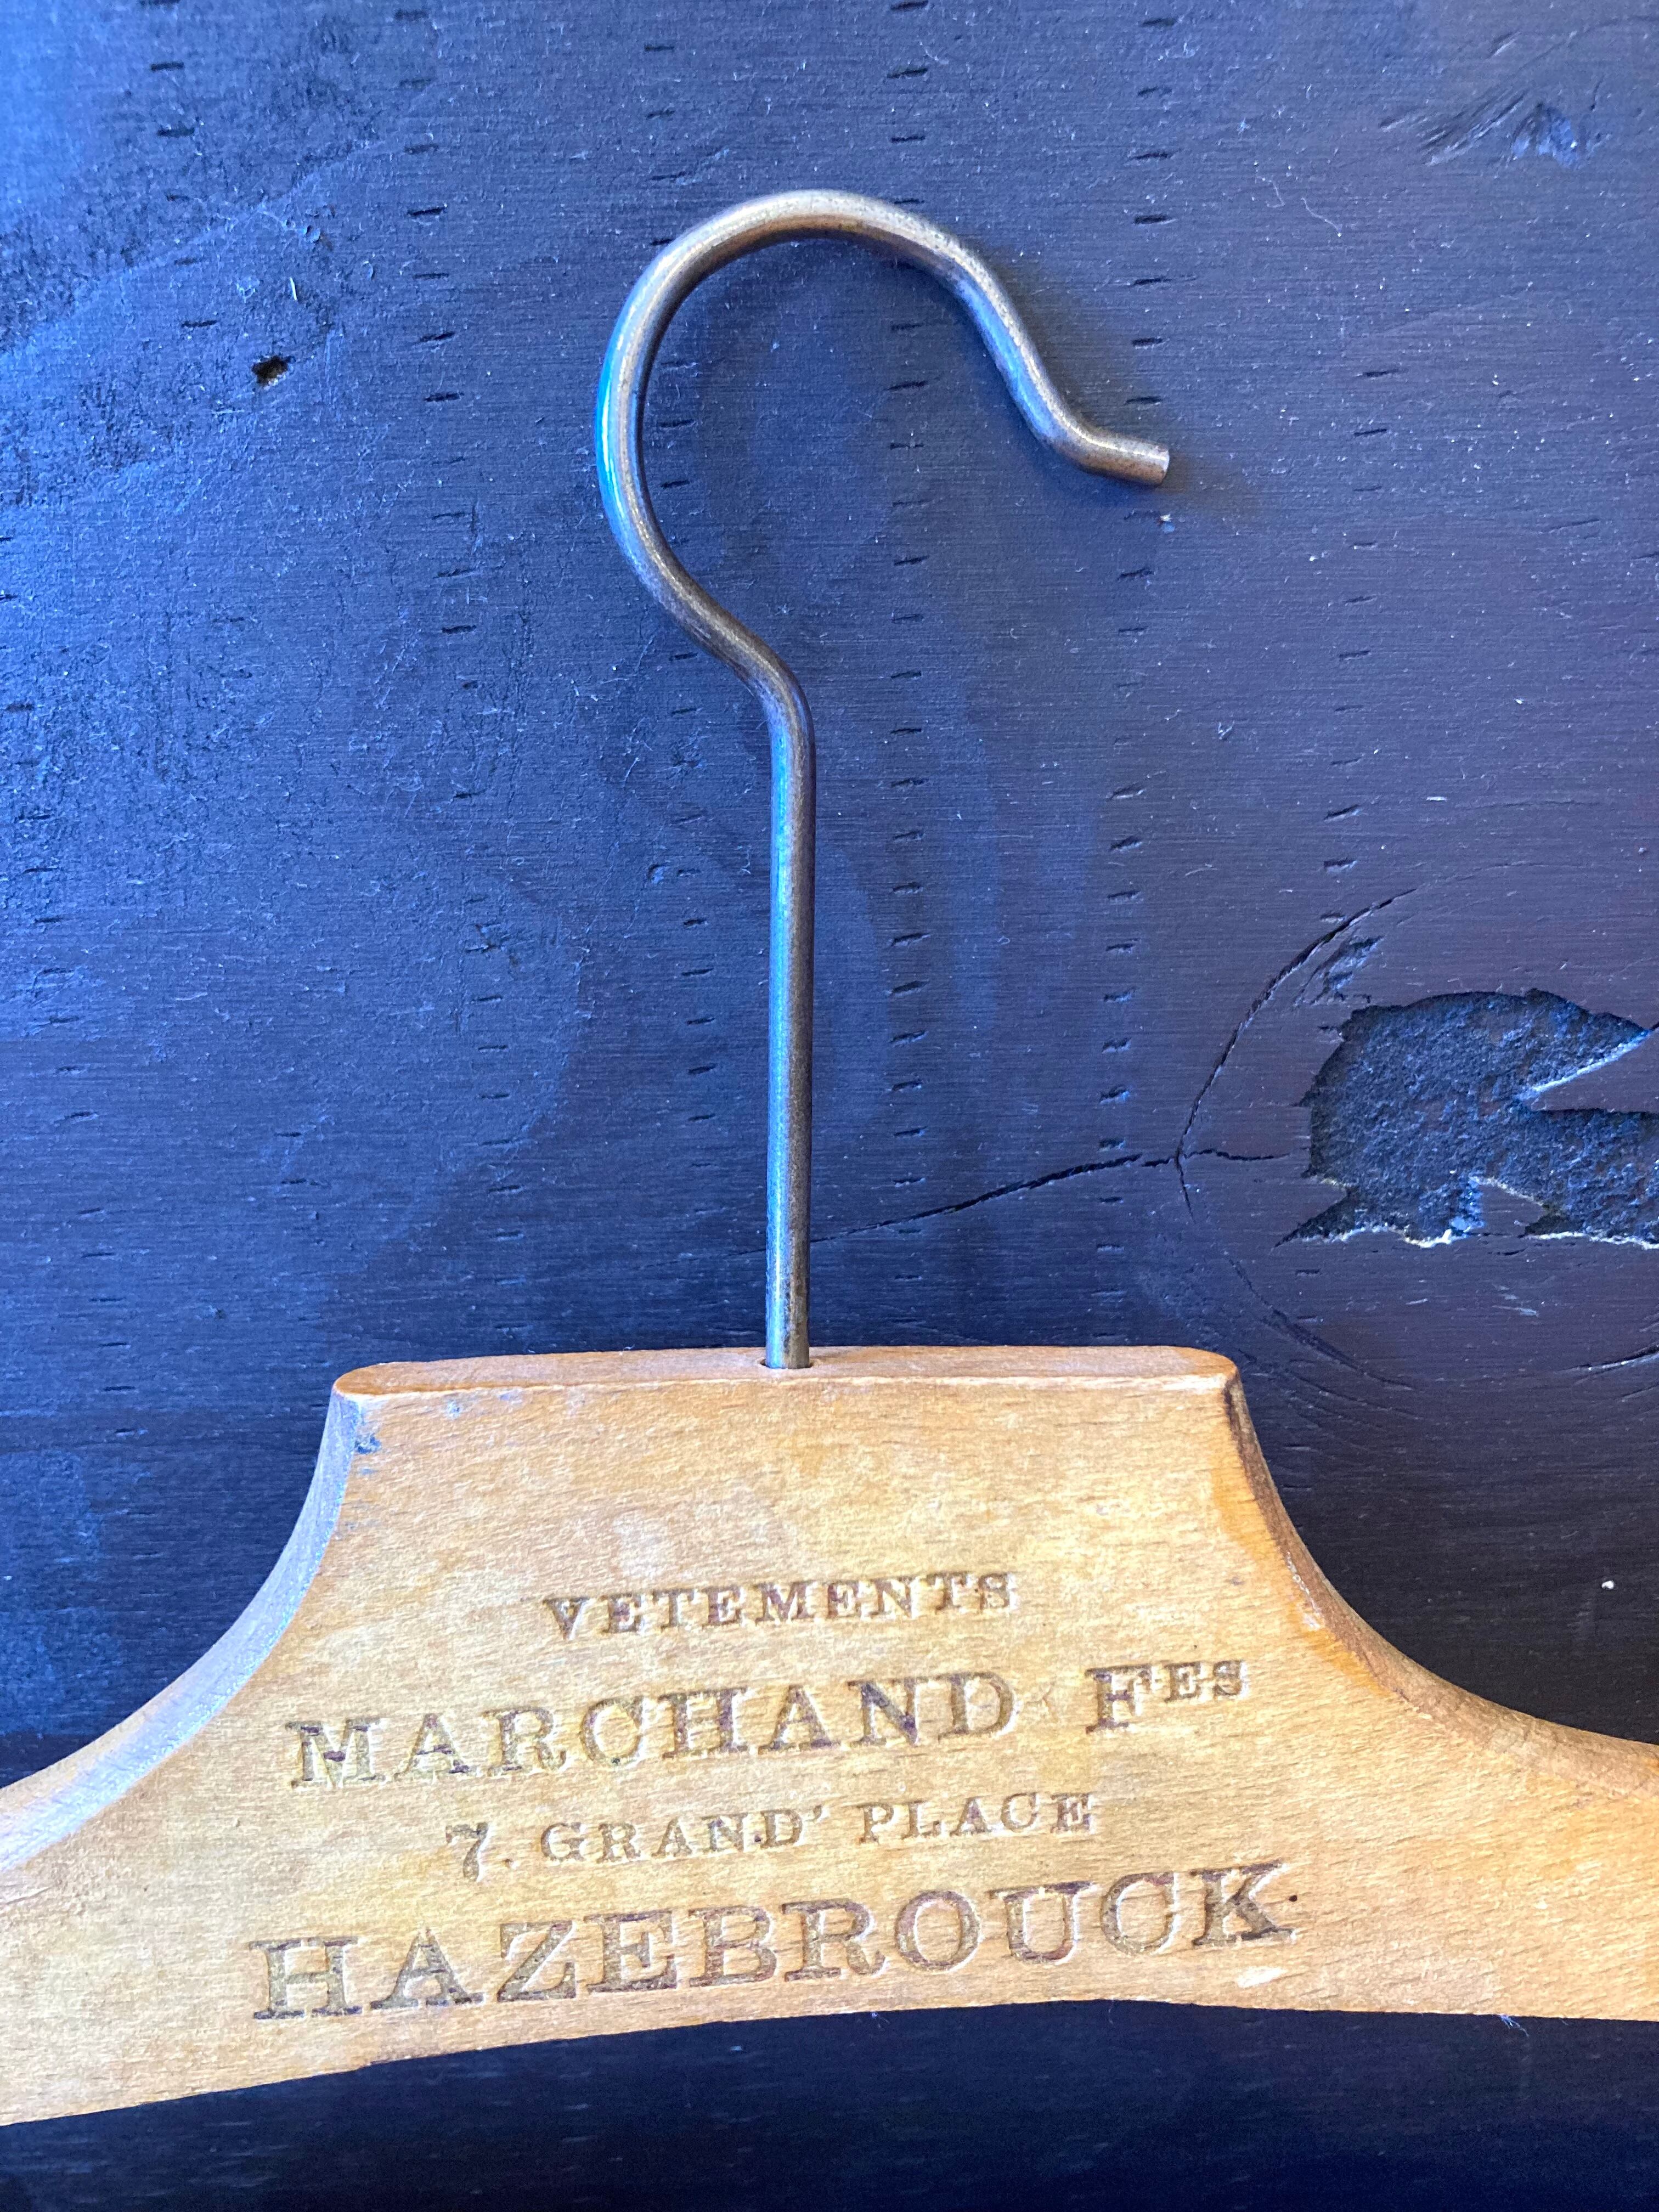 VETEMENTS
MARCHAND FES
7. GRAND' PLACE
HAZEBROUCK